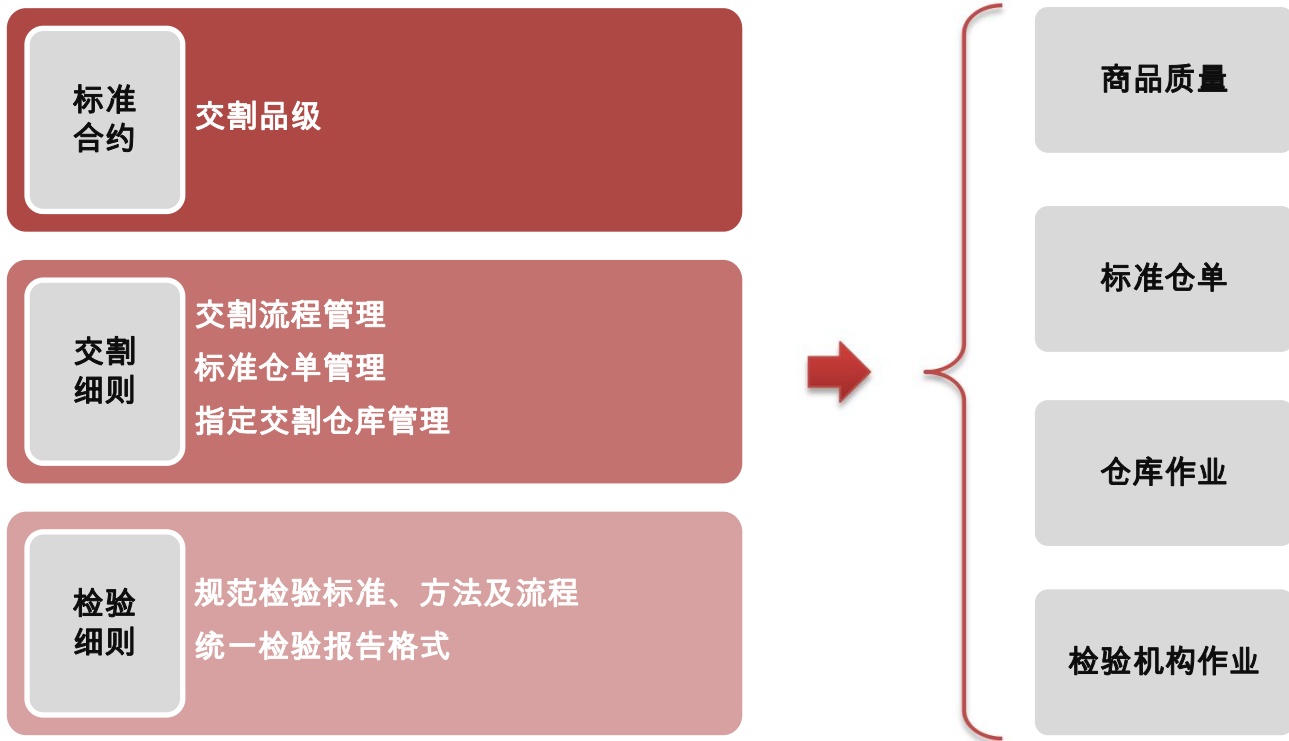 标准
合约
交割品级
交割
细则
交割流程管理
标准仓单管理
指定交割仓库管理
检验
细则
规范检验标准、方法及流程
统一检验报告格式
商品质量
标准仓单
仓库作业
检验机构作业